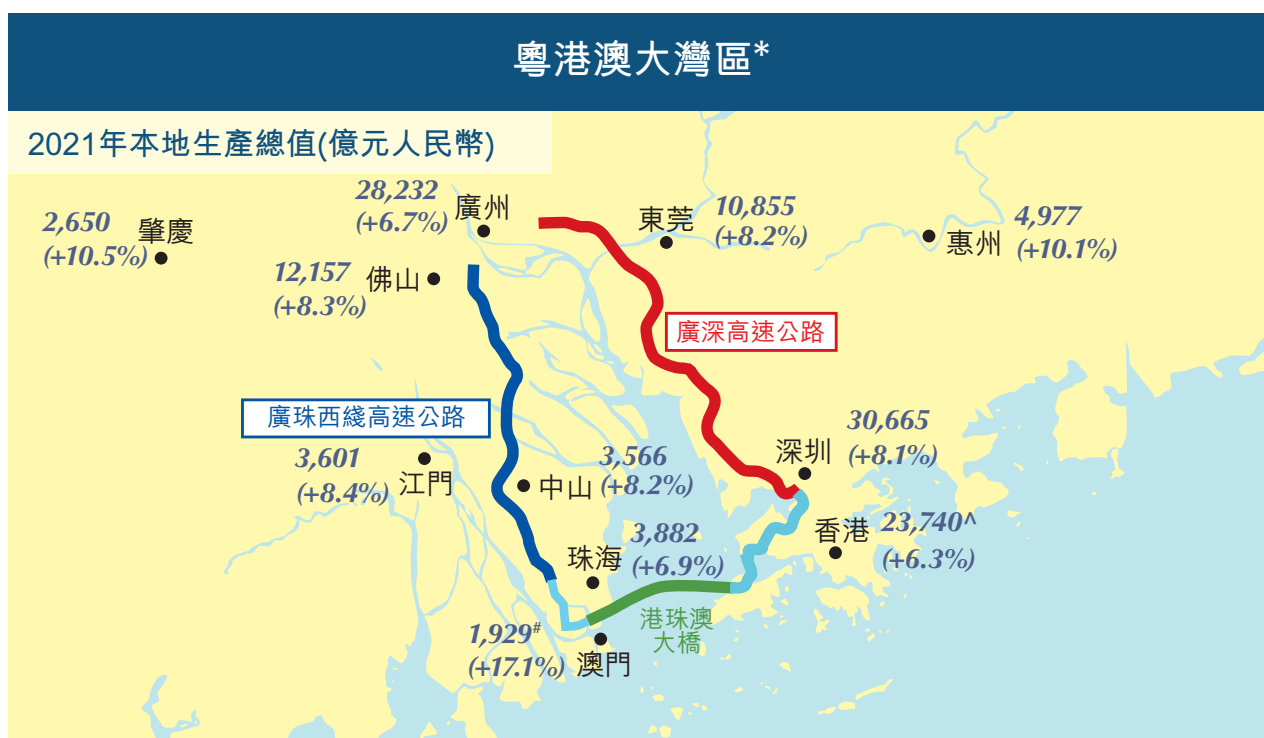 粵港澳大灣區*
2021年本地生產總值(億元人民幣)
28,232
(+6.7%)
廣州
東莞
10,855
(+8.2%)
4,977
(+10.1%)
惠州
2,650
(+10.5%)
肇慶
12,157
(+8.3%)
佛山
廣深高速公路
廣珠西綫高速公路
30,665
(+8.1%)
深圳
3,601
(+8.4%)
江門
中山
3,566
(+8.2%)
香港
23,740^
(+6.3%)
珠海
3,882
(+6.9%)
港珠澳
大橋
1,929#
(+17.1%)
澳門